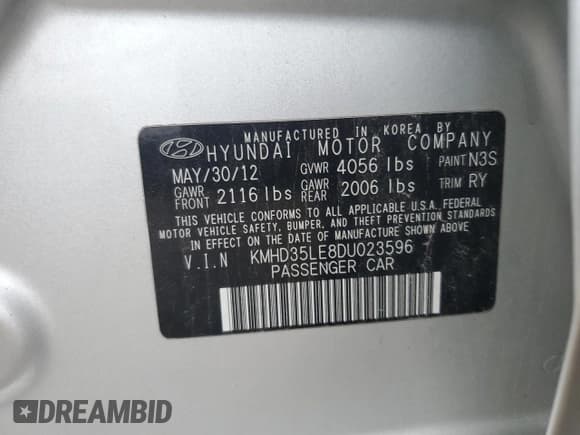 MANUFACTURED IN KOREA BY
HYUNDAI MOTOR COMPANY
MAY/30/12 GVWR 4056 lbs PAINT N3S
GAWR FRONT 2116 lbs GAWR REAR 2006 lbs TRIM RY
THIS VEHICLE CONFORMS TO ALL APPLICABLE U.S.A. FEDERAL
MOTOR VEHICLE SAFETY, BUMPER, AND THEFT PREVENTION
STANDARDS IN EFFECT ON THE
DATE OF MANUFACTURE SHOWN ABOVE
V.I.N KMHD35LE8DU023596
PASSENGER CAR
DREAMBID